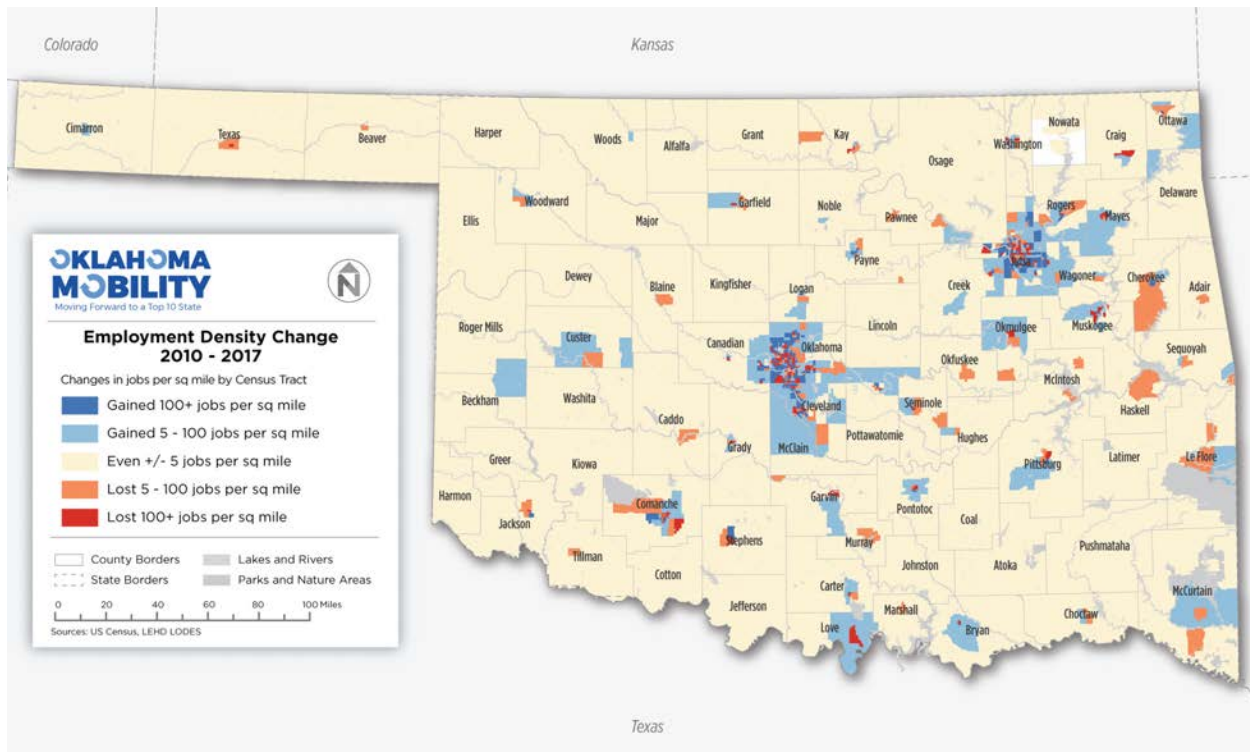 Colorado
Kansas
Cimarron
Texas
Beaver
Harper
Woods
Alfalfa
Grant
Kay
Osage
Washington
Nowata
Craig
Ottawa
Ellis
Woodward
Major
Garfield
Noble
Pawnee
Rogers
Mayes
Delaware
Payne
Tulsa
Wagoner
Cherokee
Adair
Dewey
Blaine
Kingfisher
Logan
Creek
Lincoln
Okmulgee
Muskogee
Roger Mills
Custer
Canadian
Oklahoma
Okfuskee
McIntosh
Sequoyah
Beckham
Washita
Caddo
Grady
Cleveland
McClain
Pottawatomie
Seminole
Hughes
Haskell
Pittsburg
Latimer
Le Flore
Greer
Kiowa
Harmon
Jackson
Comanche
Tillman
Cotton
Stephens
Garvin
Murray
Pontotoc
Coal
Johnston
Atoka
Pushmataha
McCurtain
Jefferson
Carter
Love
Marshall
Bryan
Choctaw
Texas
OKLAHOMA
MOBILITY
Moving Forward to a Top 10 State
N
Employment Density Change
2010 - 2017
Changes in jobs per sq mile by Census Tract
Gained 100+ jobs per sq mile
Gained 5 - 100 jobs per sq mile
Even +/- 5 jobs per sq mile
Lost 5 - 100 jobs per sq mile
Lost 100+ jobs per sq mile
County Borders
Lakes and Rivers
State Borders
Parks and Nature Areas
0 20 40 60 80 100 Miles
Sources: US Census, LEHD LODES